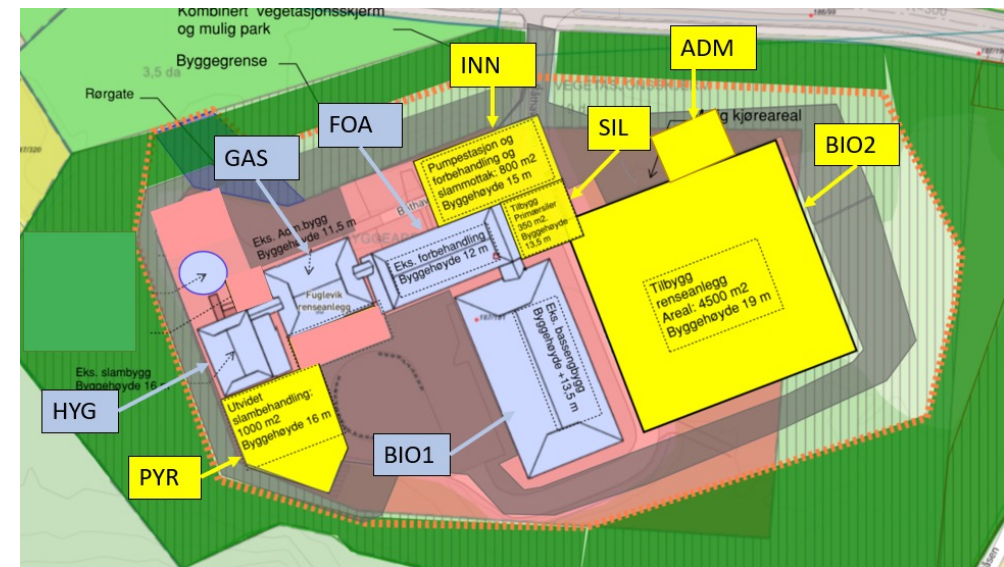 Kombinert vegetasjonsskjerm
og mulig park
3,5 da
Byggegrense
Rørgate
INN
ADM
FOA
SIL
GAS
BIO2
VEGETASJONSS
og kjøreareal
Pumpestasjon og
forbehandling og
slammottak: 800 m2
Byggehøyde 15 m
Tilbygg
Primærsiler
350 m2.
Byggehøyde
13,5 m
Eks. Adm.bygg
Byggehøyde 11,5 m
Eks. forbehandling
Byggehøyde 12 m
Fuglevik
renseanlegg
Tilbygg
renseanlegg
Areal: 4500 m2
Byggehøyde 19 m
Eks. bassengbygg
Byggehøyde +13.5 m
Eks. slambygg
Byggehøyde 16
HYG
Utvidet
slambehandling:
1000 m2
Byggehøyde 16 m
PYR
BIO1